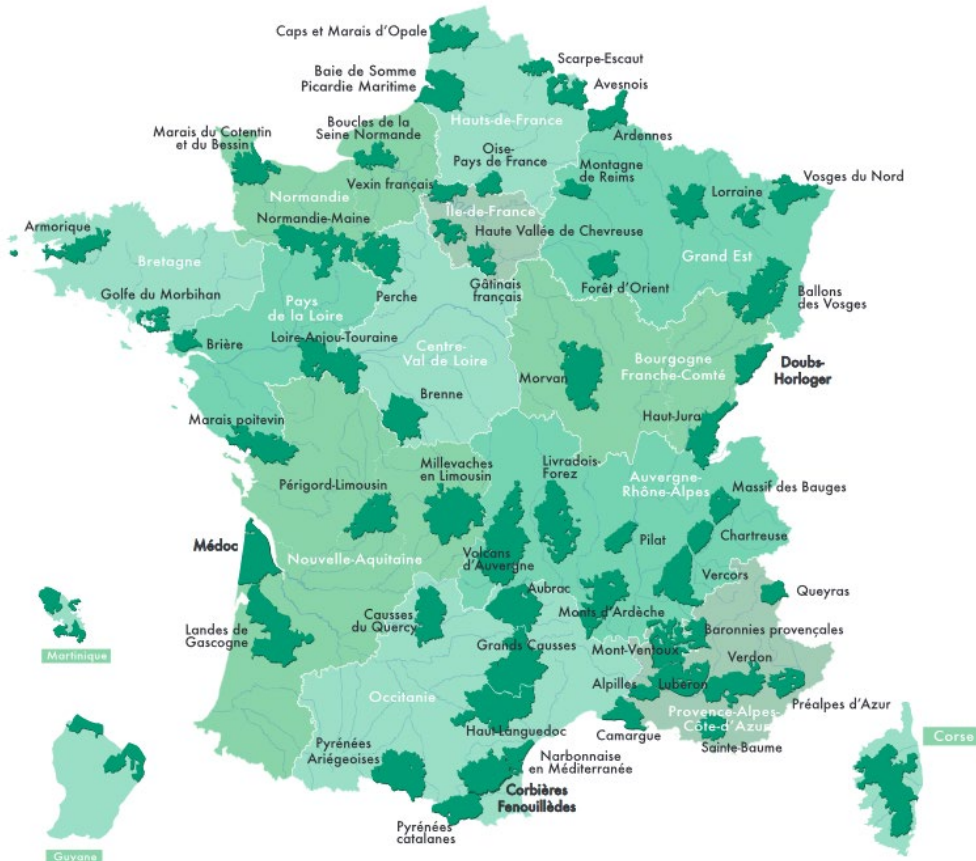 Caps et Marais d'Opale
Scarpe-Escaut
Baie de Somme
Picardie Maritime
Avesnois
Hauts-de-France
Ardennes
Marais du Cotentin
et du Bessin
Boucles de la
Seine Normande
Oise-
Pays de France
Montagne
de Reims
Vosges du Nord
Lorraine
Vexin français
Normandie
Île-de-France
Normandie-Maine
Haute Vallée de Chevreuse
Armorique
Bretagne
Grand Est
Perche
Gâtinais
français
Forêt d'Orient
Ballons
des Vosges
Golfe du Morbihan
Pays
de la Loire
Brière
Loire-Anjou-Touraine
Centre-
Val de Loire
Morvan
Bourgogne
Franche-Comté
Doubs-
Horloger
Brenne
Haut-Jura
Marais poitevin
Périgord-Limousin
Millevaches
en Limousin
Livradois-
Forez
Auvergne-
Rhône-Alpes
Massif des Bauges
Médoc
Pilat
Chartreuse
Nouvelle-Aquitaine
Volcans
d'Auvergne
Vercors
Aubrac
Queyras
Causses
du Quercy
Monts d'Ardèche
Landes de
Gascogne
Baronnies provençales
Grands Causses
Mont-Ventoux
Verdon
Martinique
Occitanie
Alpilles
Luberon
Préalpes d'Azur
Provence-Alpes-
Côte-d'Azur
Haut-Languedoc
Camargue
Sainte-Baume
Corse
Pyrénées
Ariégeoises
Narbonnaise
en Méditerranée
Corbières
Fenouillèdes
Pyrénées
catalanes
Guyane